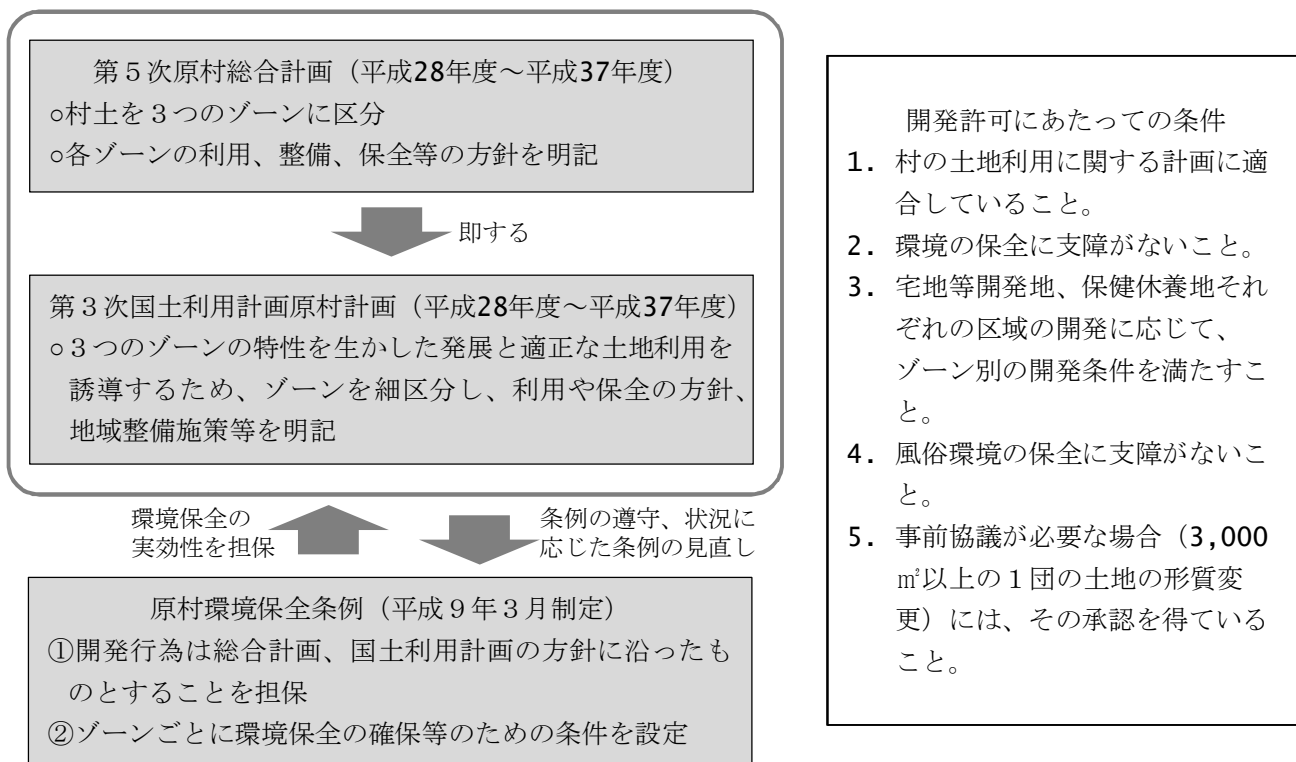 第５次原村総合計画（平成28年度～平成37年度）
○村土を３つのゾーンに区分
○各ゾーンの利用、整備、保全等の方針を明記
即する
第３次国土利用計画原村計画（平成28年度～平成37年度）
○３つのゾーンの特性を生かした発展と適正な土地利用を
誘導するため、ゾーンを細区分し、利用や保全の方針、
地域整備施策等を明記
環境保全の
実効性を担保
条例の遵守、状況に
応じた条例の見直し
原村環境保全条例（平成９年３月制定）
①開発行為は総合計画、国土利用計画の方針に沿ったも
のとすることを担保
②ゾーンごとに環境保全の確保等のための条件を設定
開発許可にあたっての条件
1. 村の土地利用に関する計画に適
合していること。
2. 環境の保全に支障がないこと。
3. 宅地等開発地、保健休養地それ
ぞれの区域の開発に応じて、
ゾーン別の開発条件を満たすこ
と。
4. 風俗環境の保全に支障がないこ
と。
5. 事前協議が必要な場合（3,000
㎡以上の１団の土地の形質変
更）には、その承認を得ている
こと。